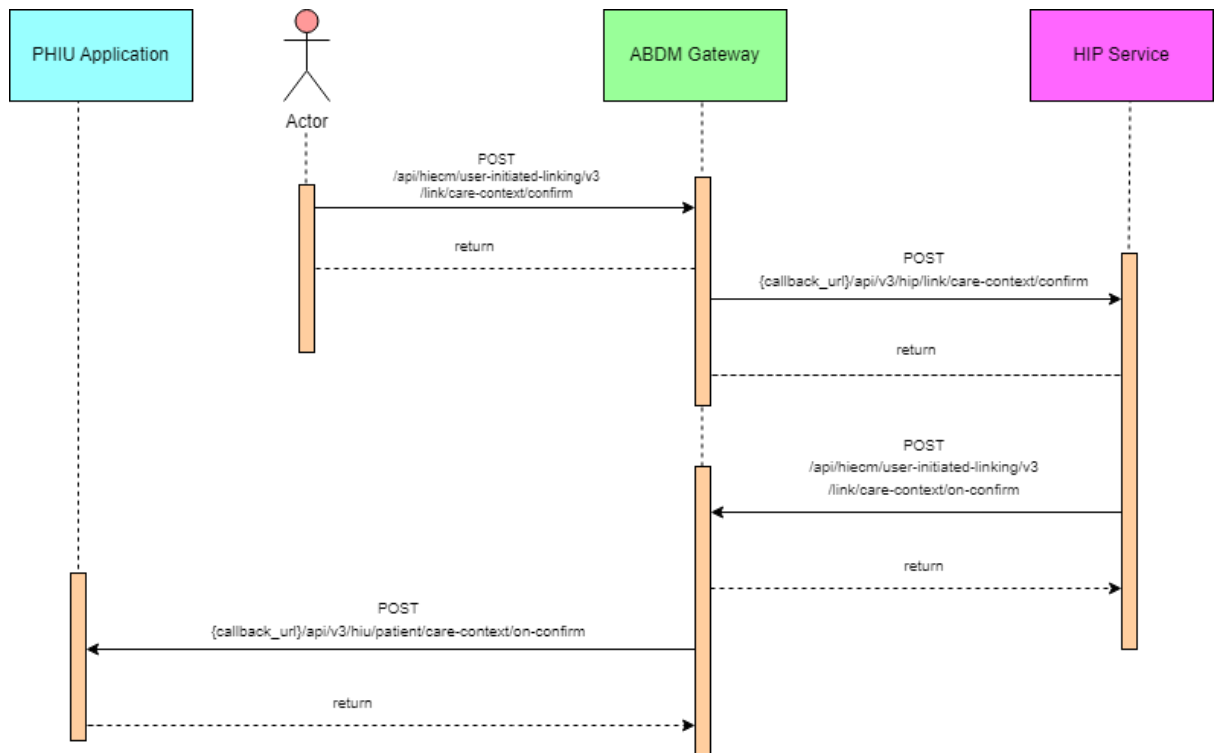 PHIU Application
ABDM Gateway
HIP Service
Actor
POST
/api/hiecm/user-initiated-linking/v3
/link/care-context/confirm
return
POST
{callback_url}/api/v3/hip/link/care-context/confirm
return
POST
/api/hiecm/user-initiated-linking/v3
/link/care-context/on-confirm
return
POST
{callback_url}/api/v3/hiu/patient/care-context/on-confirm
return